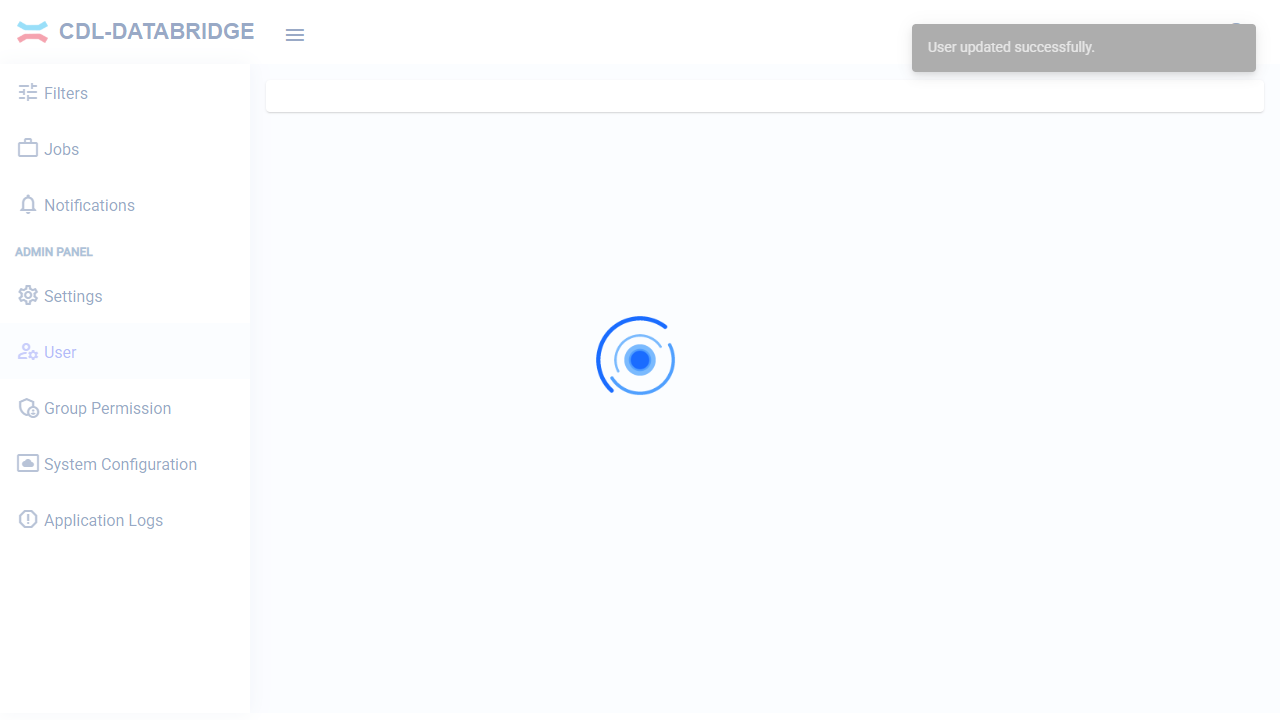 CDL-DATABRIDGE
User updated successfully.
Filters
Jobs
Notifications
ADMIN PANEL
Settings
User
Group Permission
System Configuration
Application Logs